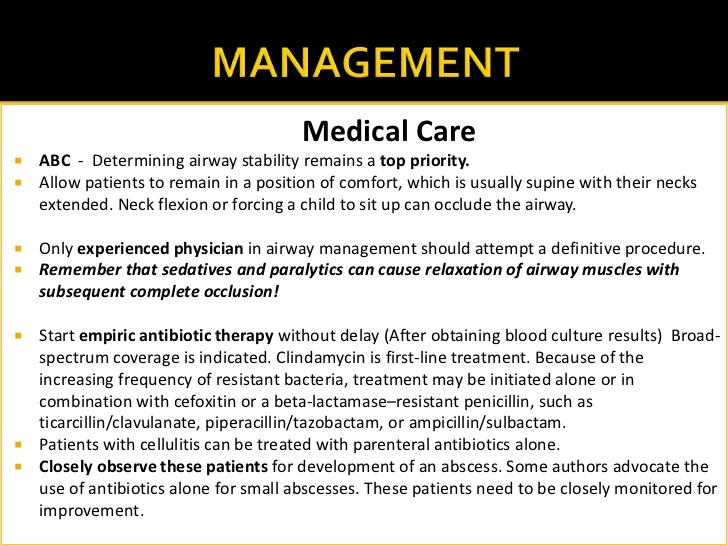 MANAGEMENT
Medical Care
ABC - Determining airway stability remains a top priority.
Allow patients to remain in a position of comfort, which is usually supine with their necks
extended. Neck flexion or forcing a child to sit up can occlude the airway.
Only experienced physician in airway management should attempt a definitive procedure.
Remember that sedatives and paralytics can cause relaxation of airway muscles with
subsequent complete occlusion!
Start empiric antibiotic therapy without delay (After obtaining blood culture results) Broad-
spectrum coverage is indicated. Clindamycin is first-line treatment. Because of the
increasing frequency of resistant bacteria, treatment may be initiated alone or in
combination with cefoxitin or a beta-lactamase–resistant penicillin, such as
ticarcillin/clavulanate, piperacillin/tazobactam, or ampicillin/sulbactam.
Patients with cellulitis can be treated with parenteral antibiotics alone.
Closely observe these patients for development of an abscess. Some authors advocate the
use of antibiotics alone for small abscesses. These patients need to be closely monitored for
improvement.